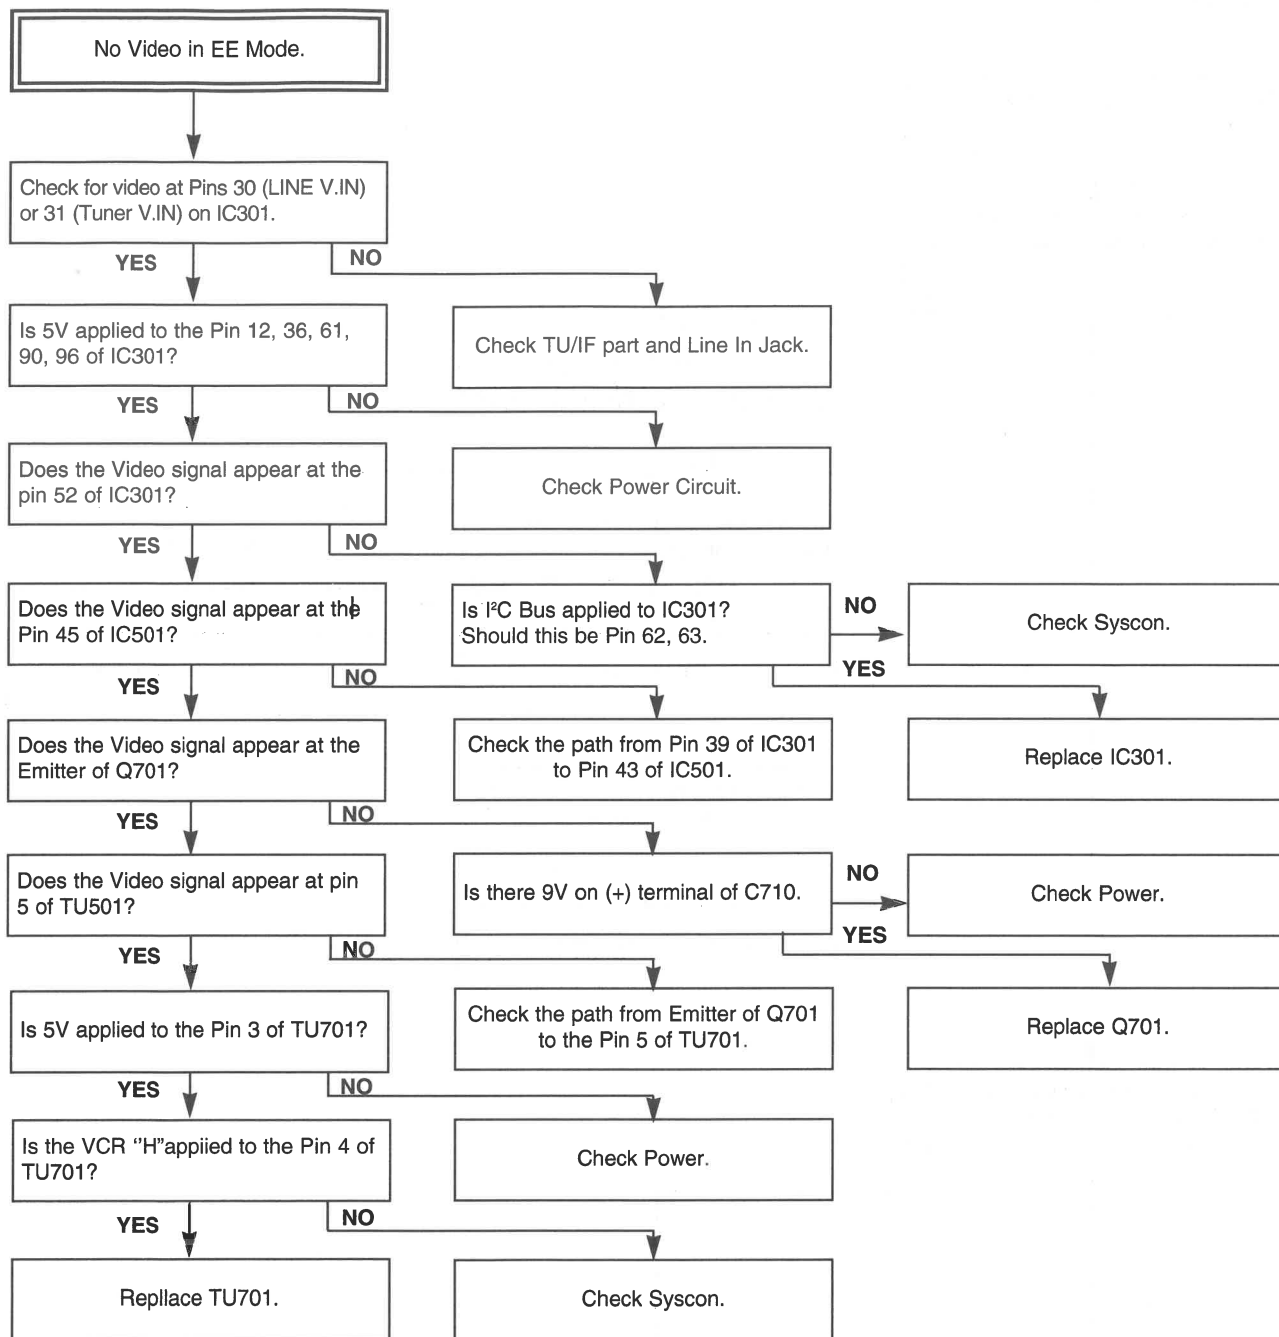 No Video in EE Mode.
Check for video at Pins 30 (LINE V.IN)
or 31 (Tuner V.IN) on IC301.
YES
NO
Is 5V applied to the Pin 12, 36, 61,
90, 96 of IC301?
Check TU/IF part and Line In Jack.
YES
NO
Does the Video signal appear at the
pin 52 of IC301?
Check Power Circuit.
YES
NO
Does the Video signal appear at the
Pin 45 of IC501?
Is I²C Bus applied to IC301?
Should this be Pin 62, 63.
NO
Check Syscon.
YES
YES
NO
Does the Video signal appear at the
Emitter of Q701?
Check the path from Pin 39 of IC301
to Pin 43 of IC501.
Replace IC301.
YES
NO
Does the Video signal appear at pin
5 of TU501?
Is there 9V on (+) terminal of C710.
NO
Check Power.
YES
YES
NO
Is 5V applied to the Pin 3 of TU701?
Check the path from Emitter of Q701
to the Pin 5 of TU701.
Replace Q701.
YES
NO
Is the VCR “H”appiied to the Pin 4 of
TU701?
Check Power.
YES
NO
Repllace TU701.
Check Syscon.